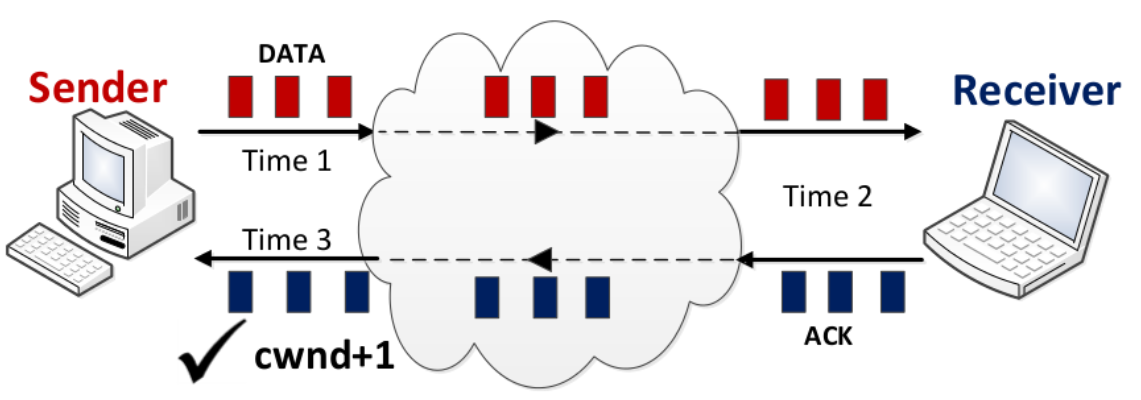 DATA
Sender
Receiver
Time 1
Time 2
Time 3
ACK
cwnd+1